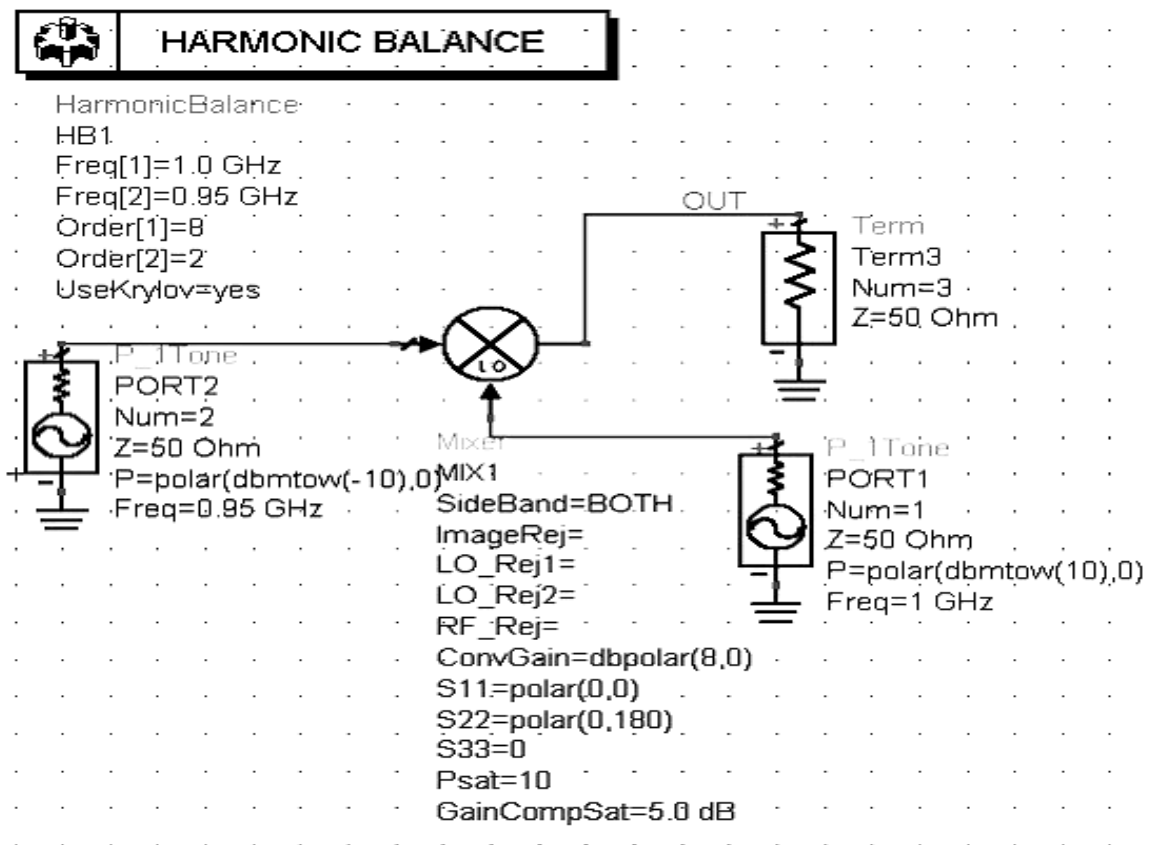 HARMONIC BALANCE
HarmonicBalance
HB1
Freq[1]=1.0 GHz
Freq[2]=0.95 GHz
Order[1]=8
Order[2]=2
UseKrylov=yes
OUT
+
Term
Term3
Num=3
Z=50 Ohm
-
+
P_1Tone
PORT2
Num=2
Z=50 Ohm
P=polar(dbmtow(-10),0)
Freq=0.95 GHz
+
-
LO
Mixer
MIX1
SideBand=BOTH
ImageRej=
LO_Rej1=
LO_Rej2=
RF_Rej=
ConvGain=dbpolar(8,0)
S11=polar(0,0)
S22=polar(0,180)
S33=0
Psat=10
GainCompSat=5.0 dB
+
P_1Tone
PORT1
Num=1
Z=50 Ohm
P=polar(dbmtow(10),0)
Freq=1 GHz
-